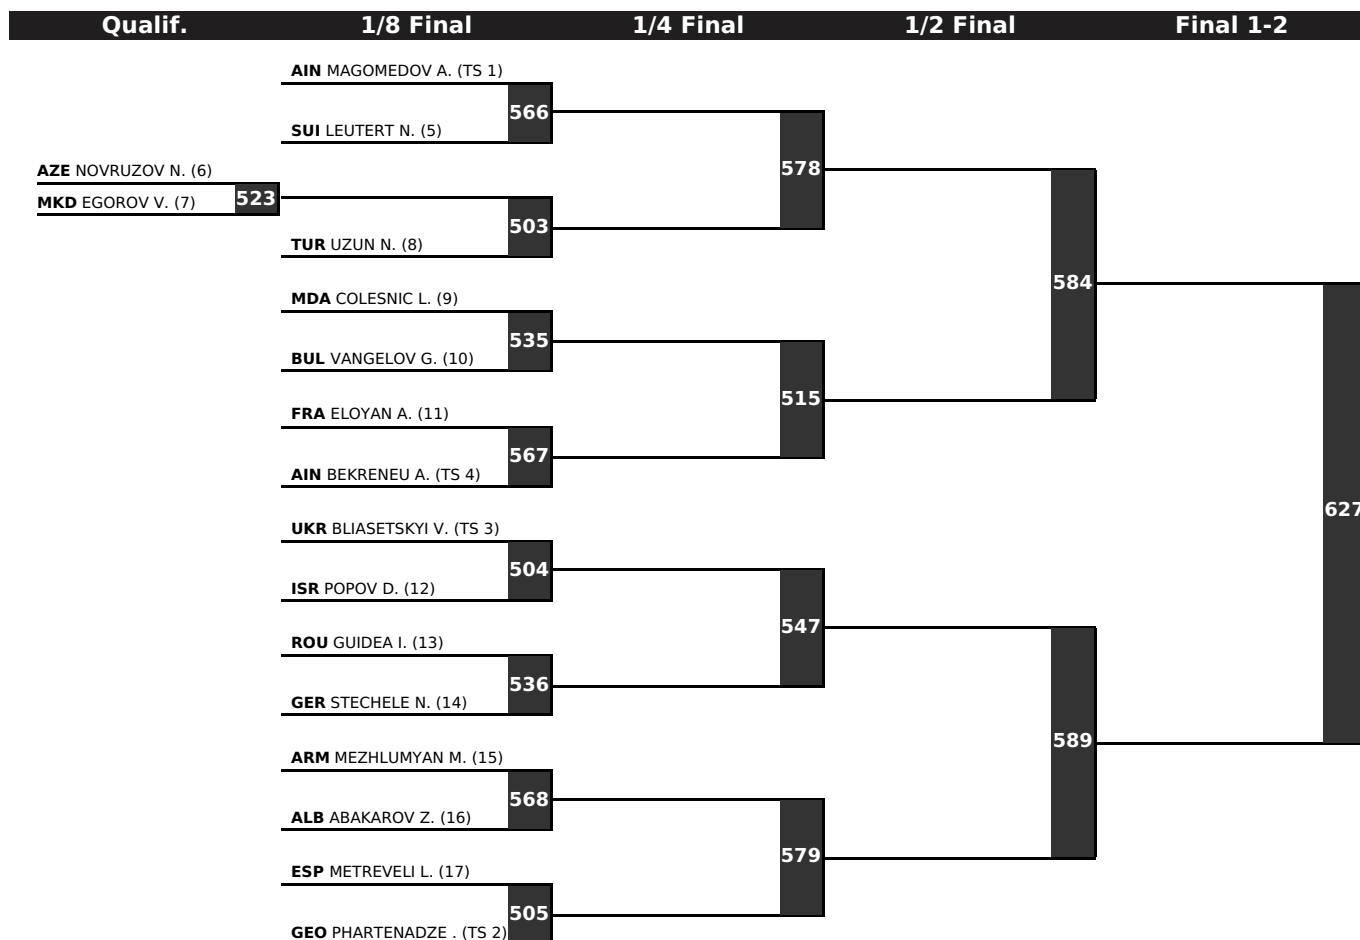 Qualif. 1/8 Final 1/4 Final 1/2 Final Final 1-2
AIN MAGOMEDOV A. (TS 1)
566
SUI LEUTERT N. (5)
AZE NOVRUZOV N. (6)
578
MKD EGOROV V. (7) 523
503
TUR UZUN N. (8)
584
MDA COLESNIC L. (9)
535
BUL VANGELOV G. (10)
515
FRA ELOYAN A. (11)
567
AIN BEKRENEU A. (TS 4)
627
UKR BLIASETSKYI V. (TS 3)
504
ISR POPOV D. (12)
547
ROU GUIDEA I. (13)
536
GER STECHELE N. (14)
589
ARM MEZHLUMYAN M. (15)
568
ALB ABAKAROV Z. (16)
579
ESP METREVELI L. (17)
505
GEO PHARTENADZE . (TS 2)